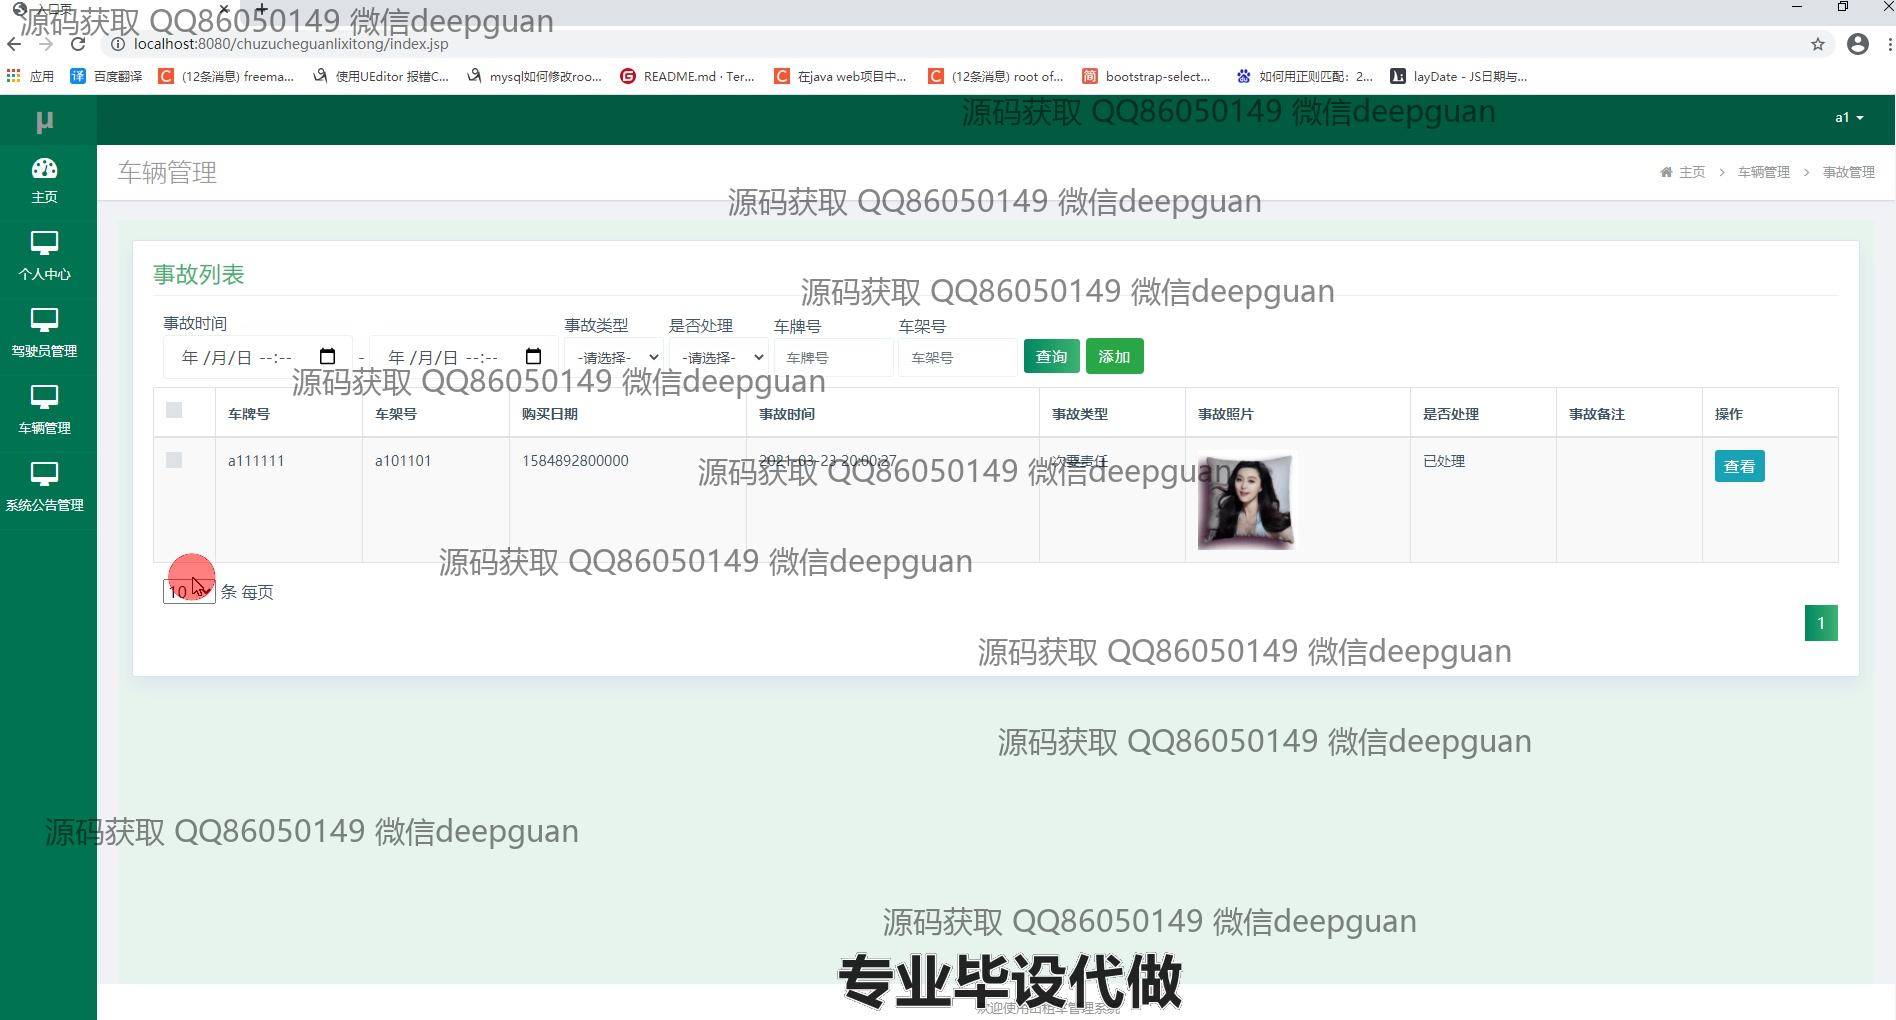 入口页
源码获取 QQ86050149 微信deepguan
localhost:8080/chuzucheguanlixitong/index.jsp
应用 百度翻译 (12条消息) freema... 使用UEditor 报错C... mysql如何修改roo... README.md · Ter... 在java web项目中... (12条消息) root of... bootstrap-select... 如何用正则匹配：2... layDate - JS日期与...
源码获取 QQ86050149 微信deepguan
μ
a1
主页
车辆管理
主页 > 车辆管理 > 事故管理
源码获取 QQ86050149 微信deepguan
个人中心
事故列表
源码获取 QQ86050149 微信deepguan
事故时间 事故类型 是否处理 车牌号 车架号
驾驶员管理
年 /月/日 --:-- - 年 /月/日 --:-- -请选择- -请选择- 车牌号 车架号 查询 添加
源码获取 QQ86050149 微信deepguan
车牌号 车架号 购买日期 事故时间 事故类型 事故照片 是否处理 事故备注 操作
车辆管理
a111111 a101101 1584892800000 2021-03-23 20:00:27 次要责任 已处理 查看
源码获取 QQ86050149 微信deepguan
系统公告管理
源码获取 QQ86050149 微信deepguan
10 条 每页
1
源码获取 QQ86050149 微信deepguan
源码获取 QQ86050149 微信deepguan
源码获取 QQ86050149 微信deepguan
源码获取 QQ86050149 微信deepguan
专业毕设代做
欢迎使用出租车管理系统